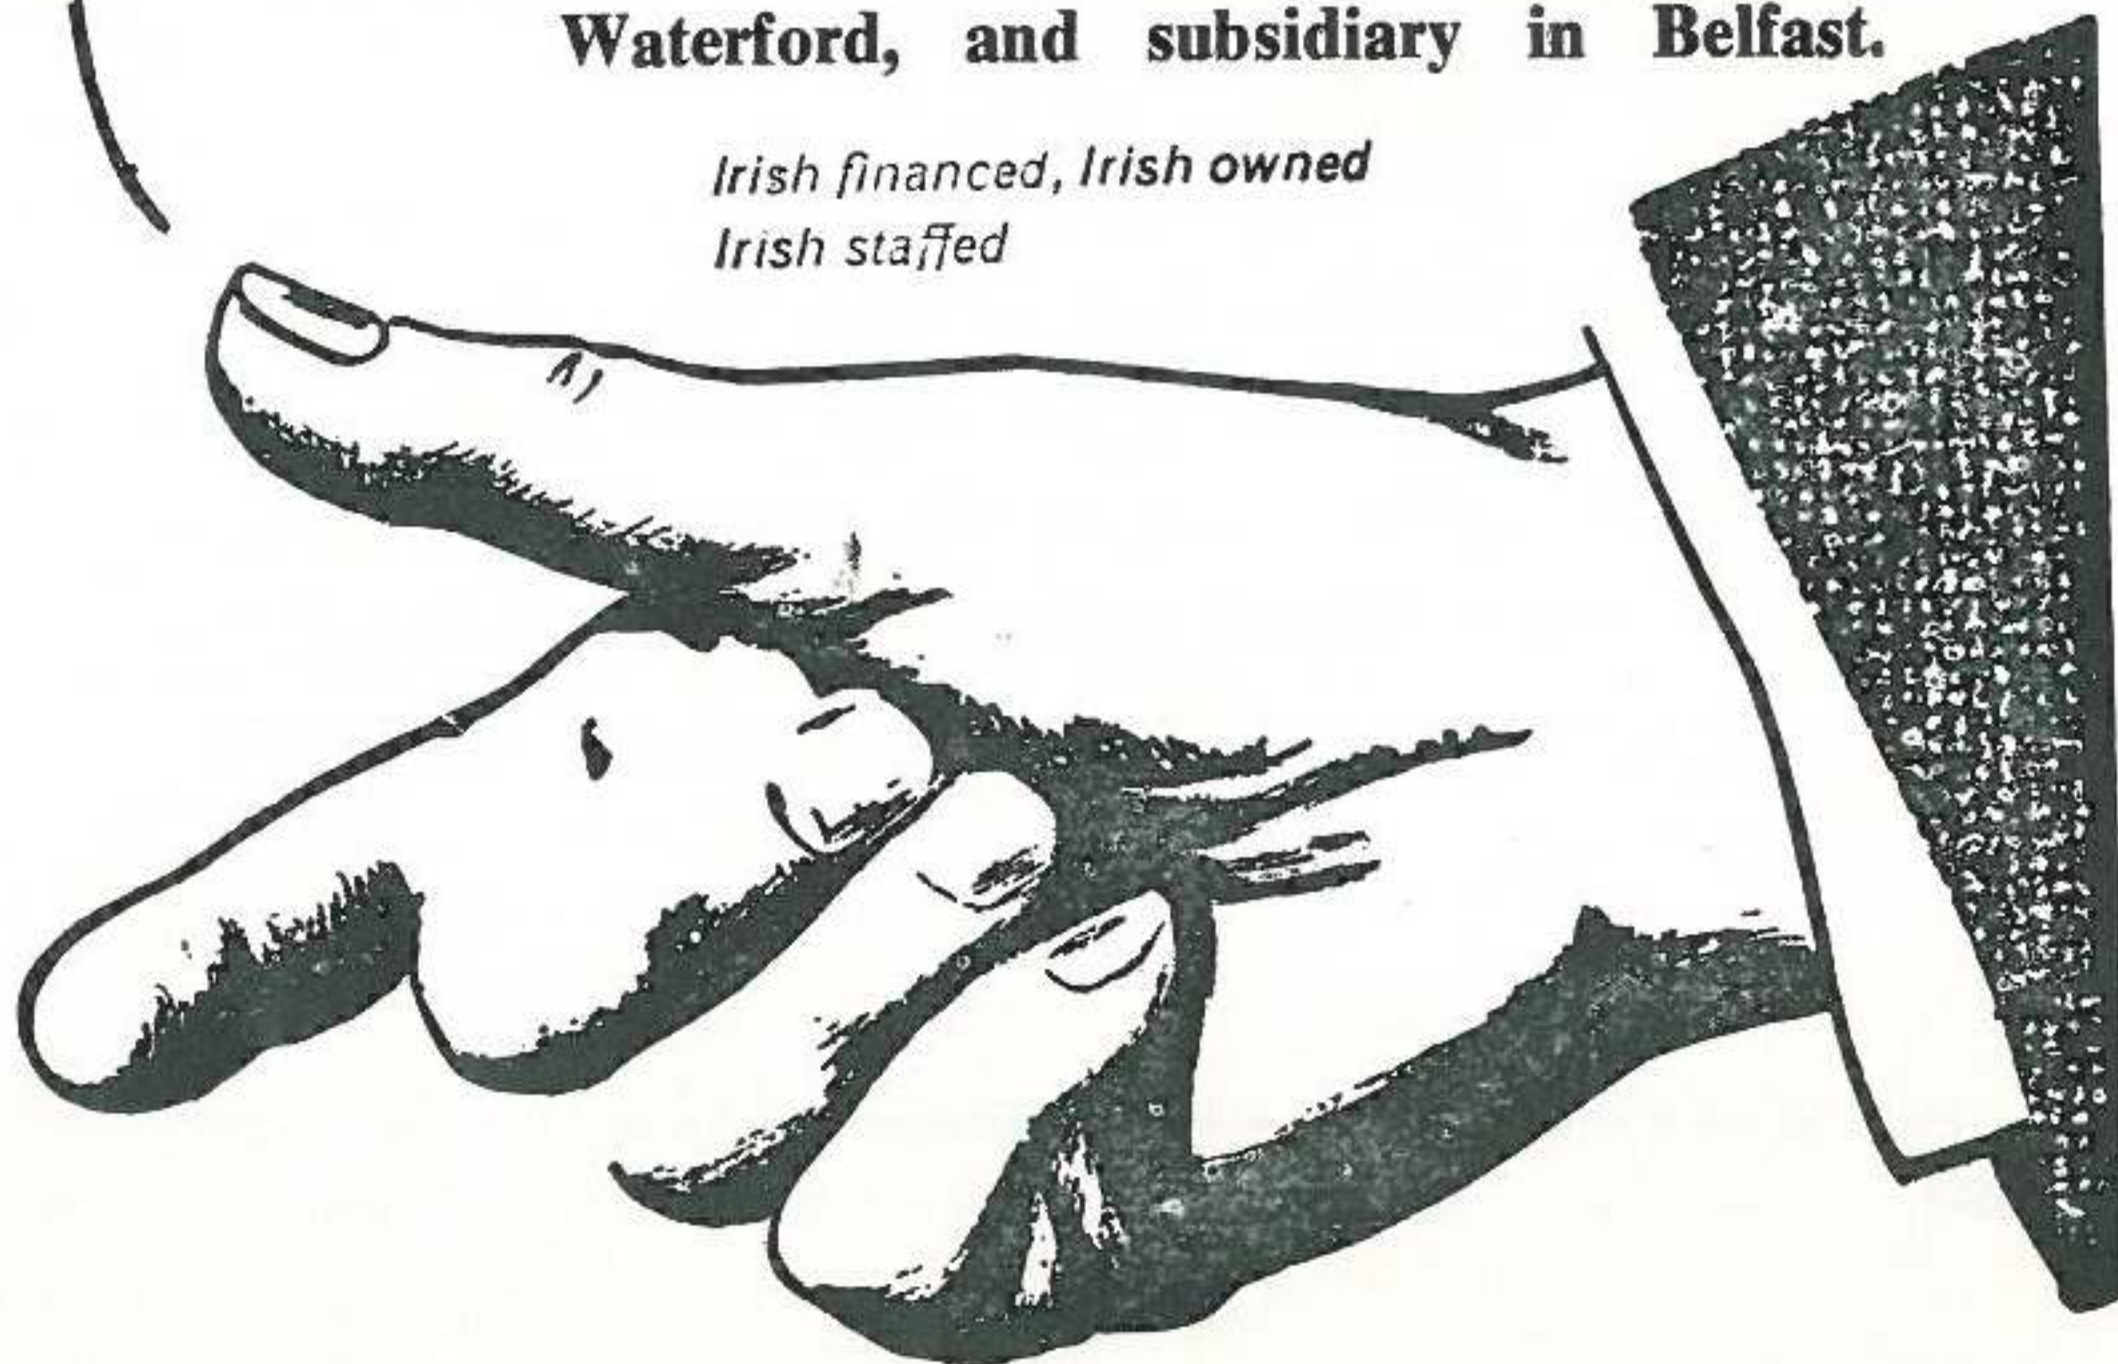 Waterford, and subsidiary in Belfast.
Irish financed, Irish owned
Irish staffed